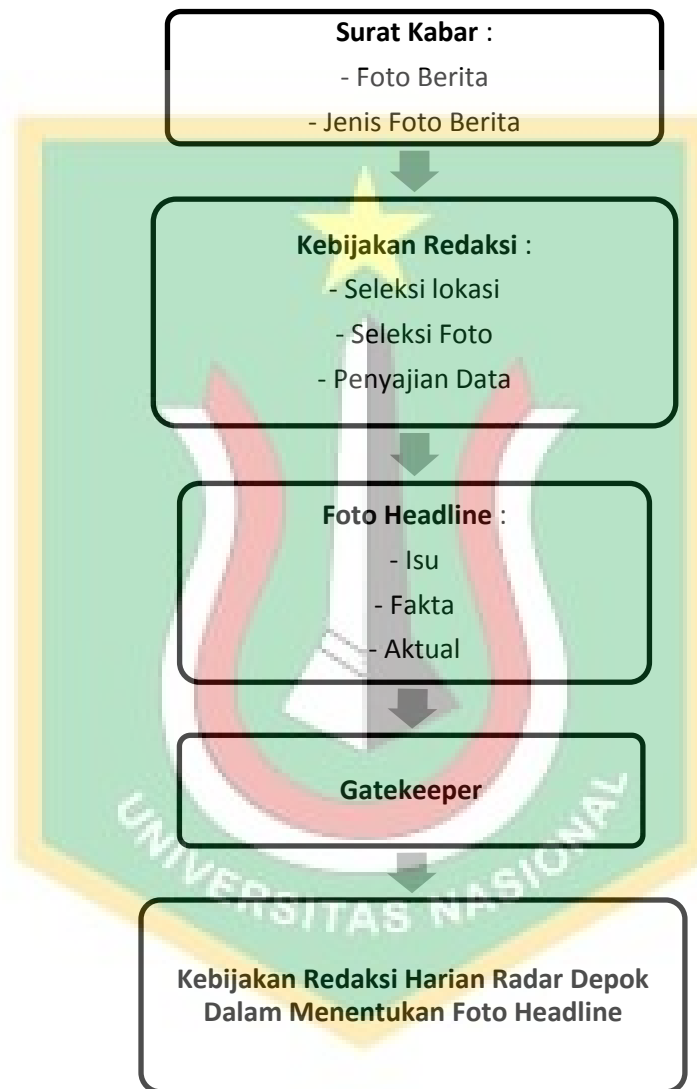 Surat Kabar :
- Foto Berita
- Jenis Foto Berita
Kebijakan Redaksi :
- Seleksi lokasi
- Seleksi Foto
- Penyajian Data
Foto Headline :
- Isu
- Fakta
- Aktual
Gatekeeper
UNIVERSITAS NASIONAL
Kebijakan Redaksi Harian Radar Depok
Dalam Menentukan Foto Headline